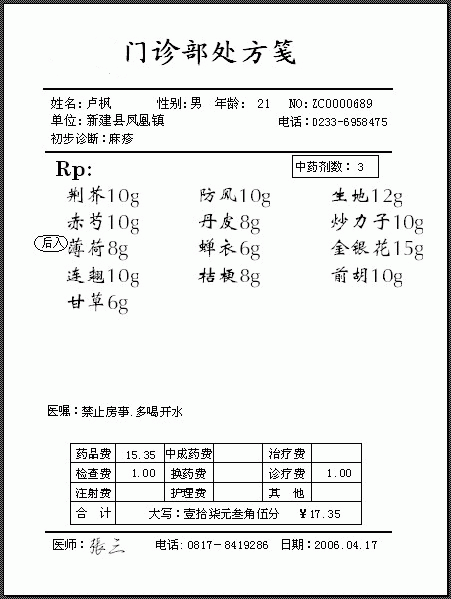 门诊部处方笺
姓名：卢枫 性别：男 年龄： 21 NO：ZC0000689
单位：新建县凤凰镇 电话：D233-6958475
初步诊断：麻疹
Rp: 中药剂数： 3
荆芥10g 防风10g 生地12g
赤芍10g 丹皮8g 炒力子10g
后入 薄荷8g 蝉衣6g 金银花15g
连翘10g 桔梗8g 前胡10g
甘草6g
医嘱：禁止房事.多喝开水
药品费 15.35 中成药费 治疗费
检查费 1.00 换药费 诊疗费 1.00
注射费 护理费 其 他
合 计 大写：壹拾柒元叁角伍分 ￥17.35
医师：张三 电话：0817－8419286 日期：2006.04.17